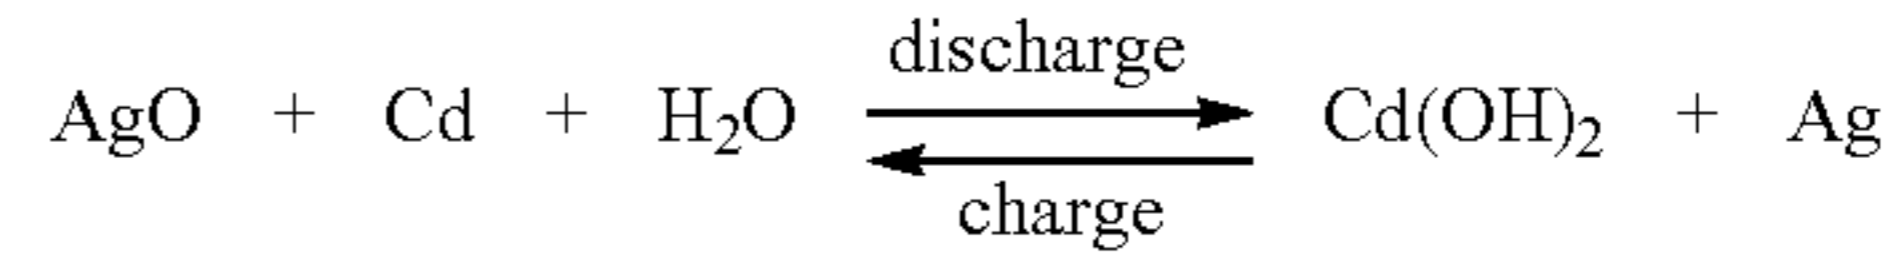 discharge
AgO + Cd + H₂O ⇌ Cd(OH)₂ + Ag
charge